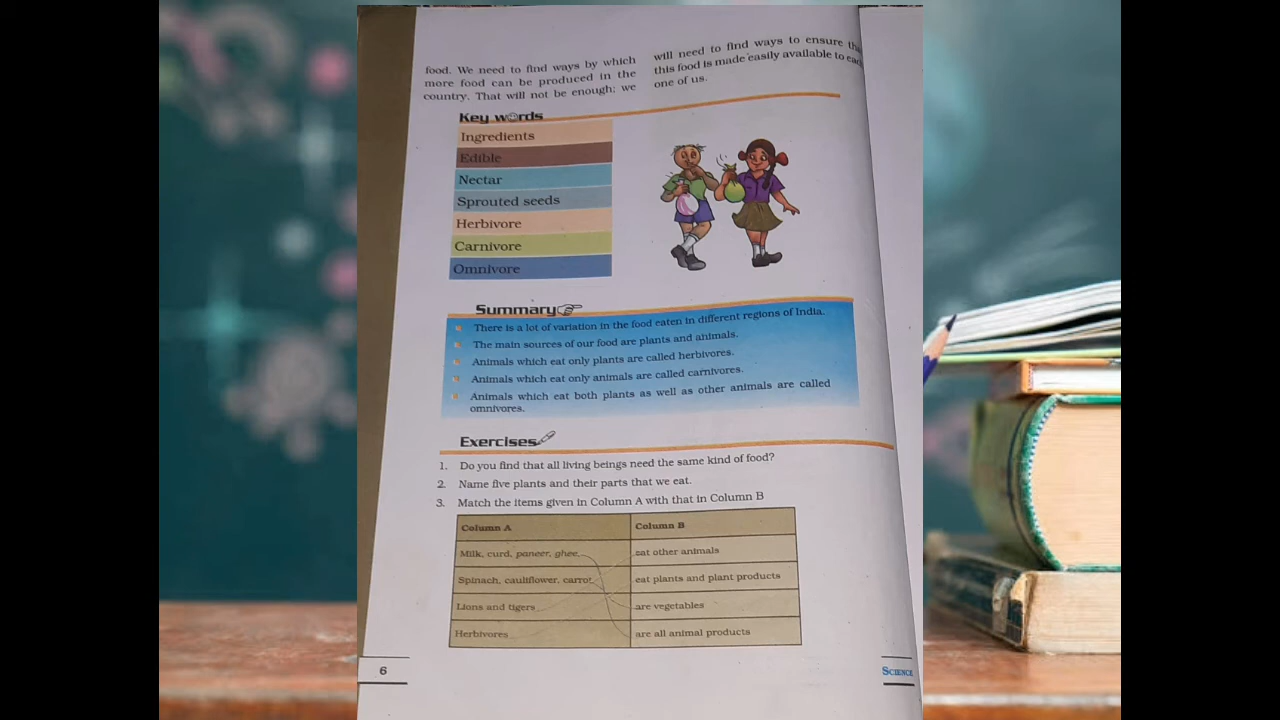 food. We need to find ways by which
more food can be produced in the
country. That will not be enough; we
will need to find ways to ensure
this food is made easily available to
one of us.
Key words
Ingredients
Edible
Nectar
Sprouted seeds
Herbivore
Carnivore
Omnivore
Summary
There is a lot of variation in the food eaten in different regions of India.
The main sources of our food are plants and animals.
Animals which eat only plants are called herbivores.
Animals which eat only animals are called carnivores.
Animals which eat both plants as well as other animals are called
omnivores.
Exercises
1. Do you find that all living beings need the same kind of food?
2. Name five plants and their parts that we eat.
3. Match the items given in Column A with that in Column B
Column A Column B
Milk, curd, paneer, ghee, eat other animals
Spinach, cauliflower, carrot eat plants and plant products
Lions and tigers are vegetables
Herbivores are all animal products
6
SCIENCE